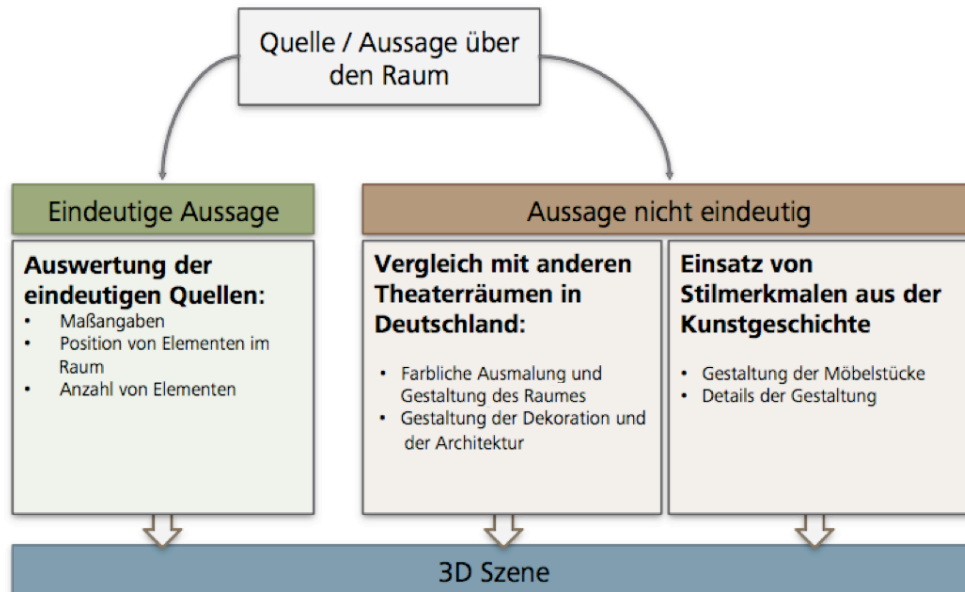 Quelle / Aussage über
den Raum
Eindeutige Aussage
Auswertung der
eindeutigen Quellen:
• Maßangaben
• Position von Elementen im
Raum
• Anzahl von Elementen
Aussage nicht eindeutig
Vergleich mit anderen
Theaterräumen in
Deutschland:
• Farbliche Ausmalung und
Gestaltung des Raumes
• Gestaltung der Dekoration und
der Architektur
Einsatz von
Stilmerkmalen aus der
Kunstgeschichte
• Gestaltung der Möbelstücke
• Details der Gestaltung
3D Szene